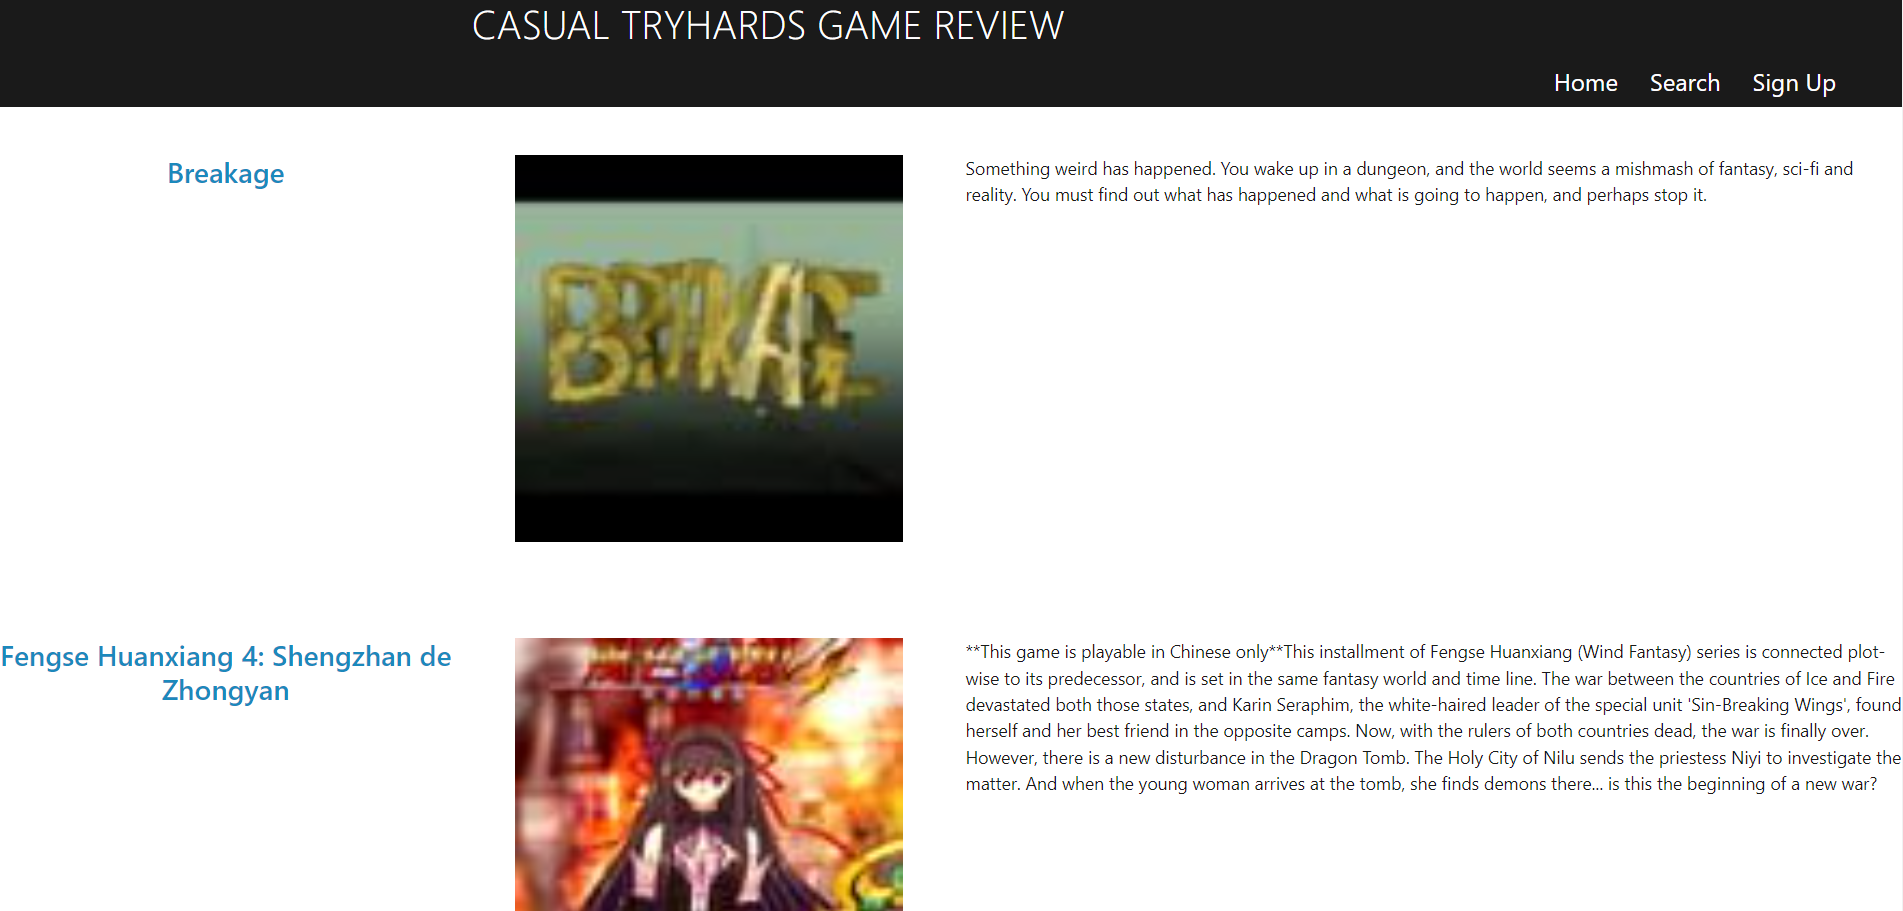 CASUAL TRYHARDS GAME REVIEW
Home Search Sign Up
Breakage
Something weird has happened. You wake up in a dungeon, and the world seems a mishmash of fantasy, sci-fi and
reality. You must find out what has happened and what is going to happen, and perhaps stop it.
Fengse Huanxiang 4: Shengzhan de
Zhongyan
**This game is playable in Chinese only**This installment of Fengse Huanxiang (Wind Fantasy) series is connected plot-
wise to its predecessor, and is set in the same fantasy world and time line. The war between the countries of Ice and Fire
devastated both those states, and Karin Seraphim, the white-haired leader of the special unit 'Sin-Breaking Wings', found
herself and her best friend in the opposite camps. Now, with the rulers of both countries dead, the war is finally over.
However, there is a new disturbance in the Dragon Tomb. The Holy City of Nilu sends the priestess Niyi to investigate the
matter. And when the young woman arrives at the tomb, she finds demons there... is this the beginning of a new war?